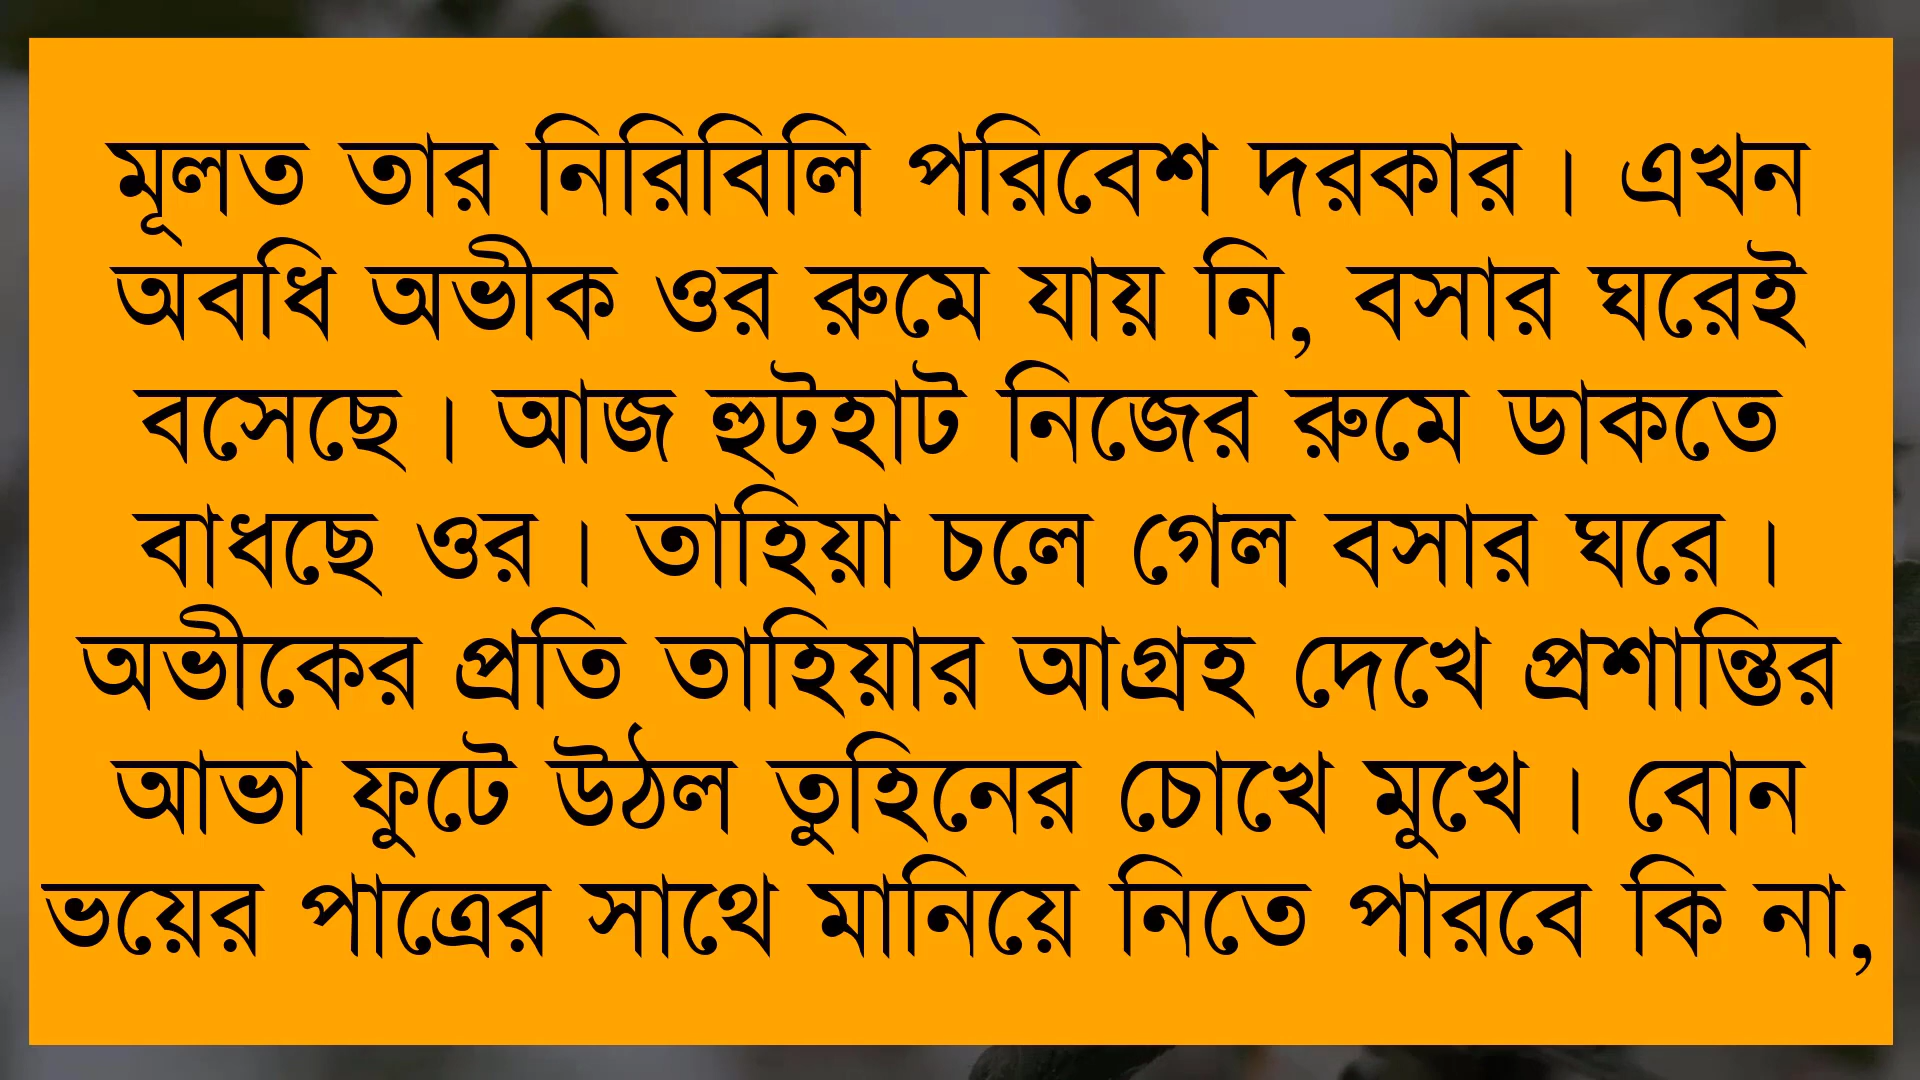 মূলত তার নিরিবিলি পরিবেশ দরকার। এখন
অবধি অভীক ওর রুমে যায় নি, বসার ঘরেই
বসেছে। আজ হুটহাট নিজের রুমে ডাকতে
বাধছে ওর। তাহিয়া চলে গেল বসার ঘরে।
অভীকের প্রতি তাহিয়ার আগ্রহ দেখে প্রশান্তির
আভা ফুটে উঠল তুহিনের চোখে মুখে। বোন
ভয়ের পাত্রের সাথে মানিয়ে নিতে পারবে কি না,